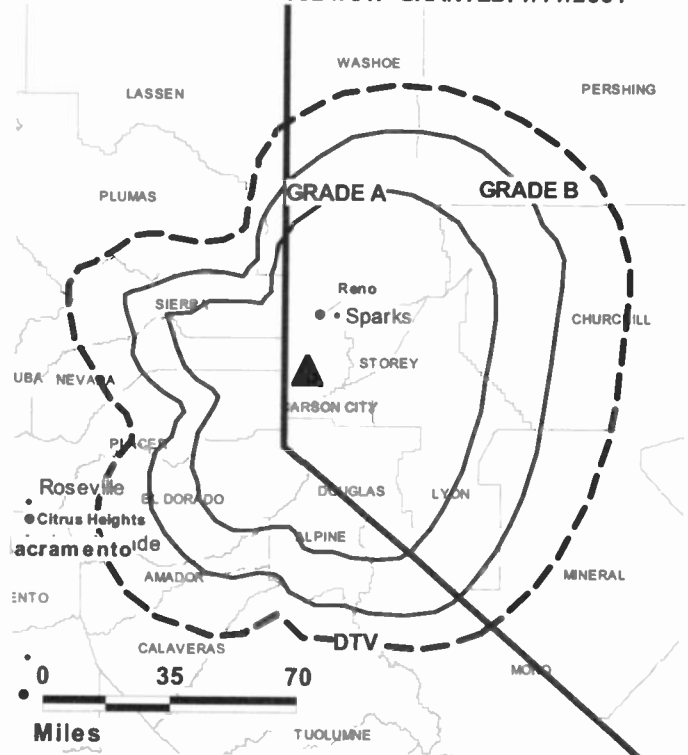 WASHOE
LASSEN
PERSHING
PLUMAS
GRADE A
GRADE B
Reno
SIERRA
Sparks
CHURCHILL
STOREY
UBA NEVADA
CARSON CITY
PLACER
Roseville
EL DORADO
DOUGLAS
LYON
Citrus Heights
ALPINE
acramento
AMADOR
MINERAL
ENTO
CALAVERAS
DTV
MONO
0 35 70
Miles
TUOLUMNE